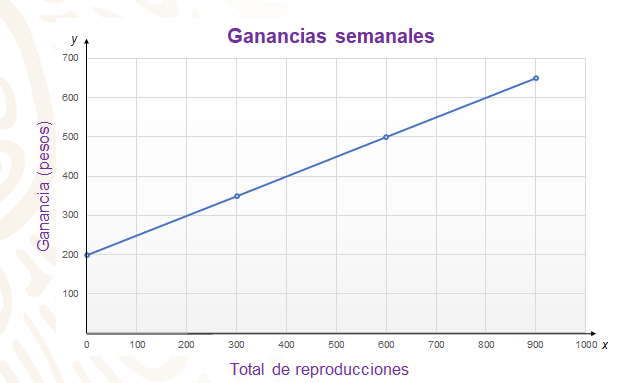 Ganancias semanales
y
700
600
500
400
300
200
100
Ganancia (pesos)
0 100 200 300 400 500 600 700 800 900 1000 x
Total de reproducciones